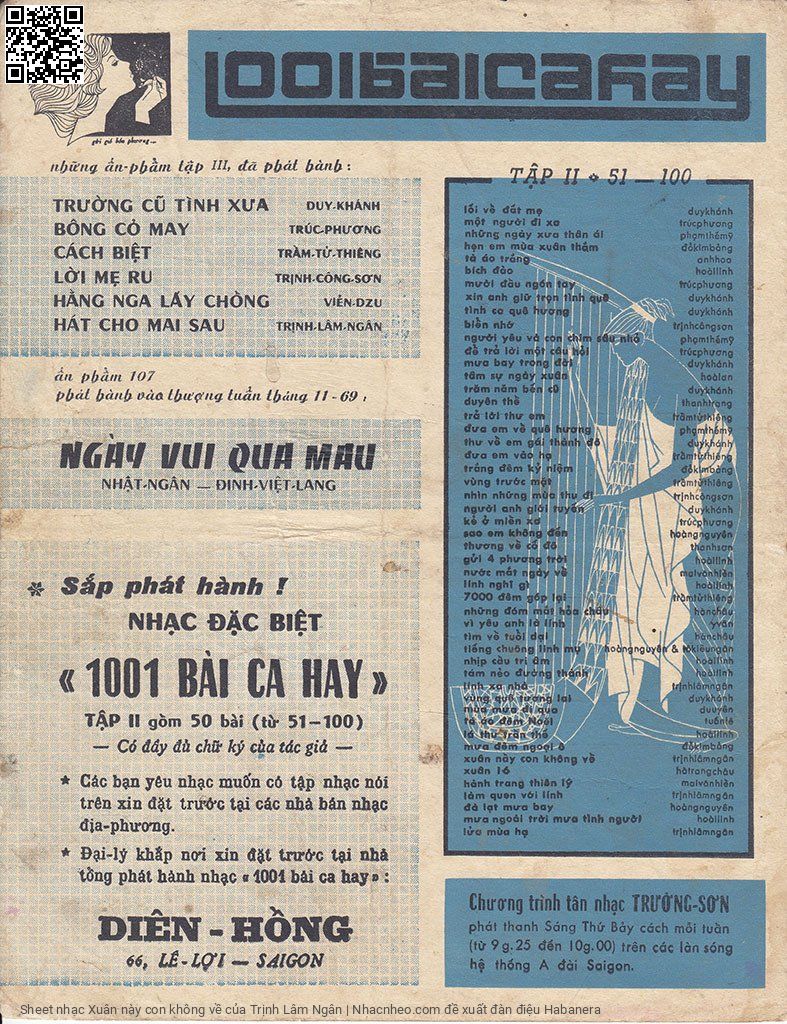 1001baicahay
gửi gió bốn phương...
những ấn-phẩm tập III, đã phát hành :
TRƯỜNG CŨ TÌNH XƯA DUY-KHÁNH
BÔNG CỎ MAY TRÚC-PHƯƠNG
CÁCH BIỆT TRẦM-TỬ-THIÊNG
LỜI MẸ RU TRỊNH-CÔNG-SƠN
HẰNG NGA LẤY CHỒNG VIỄN-DZU
HÁT CHO MAI SAU TRỊNH-LÂM-NGÂN
ấn phẩm 107
phát hành vào thượng tuần tháng 11-69 :
NGÀY VUI QUA MAU
NHẬT-NGÂN — ĐINH-VIỆT-LANG
* Sắp phát hành !
NHẠC ĐẶC BIỆT
« 1001 BÀI CA HAY »
TẬP II gồm 50 bài (từ 51—100)
— Có đầy đủ chữ ký của tác giả —
* Các bạn yêu nhạc muốn có tập nhạc nói
trên xin đặt trước tại các nhà bán nhạc
địa-phương.
* Đại-lý khắp nơi xin đặt trước tại nhà
tổng phát hành nhạc « 1001 bài ca hay » :
DIÊN - HỒNG
66, LÊ-LỢI — SAIGON
TẬP II 51 — 100
lối về đất mẹ duykhánh
một người đi xa trúcphương
những ngày xưa thân ái phạmthếmỹ
hẹn em mùa xuân thắm đỗkimbảng
tà áo trắng anhhoa
bích đào hoàilinh
mười đầu ngón tay trúcphương
xin anh giữ trọn tình quê duykhánh
tình ca quê hương duykhánh
biển nhớ trịnhcôngsơn
người yêu và con chim sâu nhỏ phạmthếmỹ
để trả lời một câu hỏi trúcphương
mưa bay trong đời duykhánh
tâm sự ngày xuân hoàian
trăm năm bến cũ duykhánh
duyên thề thanhtrang
trả lời thư em trầmtửthiêng
đưa em về quê hương phạmthếmỹ
thư về em gái thành đô duykhánh
đưa em vào hạ trầmtửthiêng
trắng đêm kỷ niệm đỗkimbảng
vùng trước mặt trầmtửthiêng
nhìn những mùa thu đi trịnhcôngsơn
người anh giới tuyến duykhánh
kẻ ở miền xa trúcphương
sao em không đến hoàngnguyên
thương về cố đô thanhsơn
gửi 4 phương trời hoàilinh
nước mắt ngày về maivănhiền
lính nghĩ gì hoàilinh
7000 đêm góp lại trầmtửthiêng
những đóm mắt hỏa châu hànchâu
vì yêu anh là lính yvân
tìm về tuổi dại hànchâu
tiếng chuông linh mụ hoàngnguyên & tôkiềungân
nhịp cầu tri âm hoàilinh
tám nẻo đường thành hoàilinh
lính xa nhà trịnhlâmngân
vùng quê tương lai duykhánh
mùa mưa đi qua duuyên
tà áo đêm Noël tuấnlê
lá thư trần thế hoàilinh
mưa đêm ngoại ô đỗkimbảng
xuân này con không về trịnhlâmngân
xuân 16 hàtrangchâu
hành trang thiên lý maivănhiền
làm quen với lính trịnhlâmngân
đà lạt mưa bay hoàngnguyên
mưa ngoài trời mưa tình người hoàilinh
lửa mùa hạ trịnhlâmngân
Chương trình tân nhạc TRƯỜNG-SƠN
phát thanh Sáng Thứ Bảy cách mỗi tuần
(từ 9g.25 đến 10g.00) trên các làn sóng
hệ thống A đài Saigon.
Sheet nhạc Xuân này con không về của Trịnh Lâm Ngân | Nhacnheo.com đề xuất đàn điệu Habanera